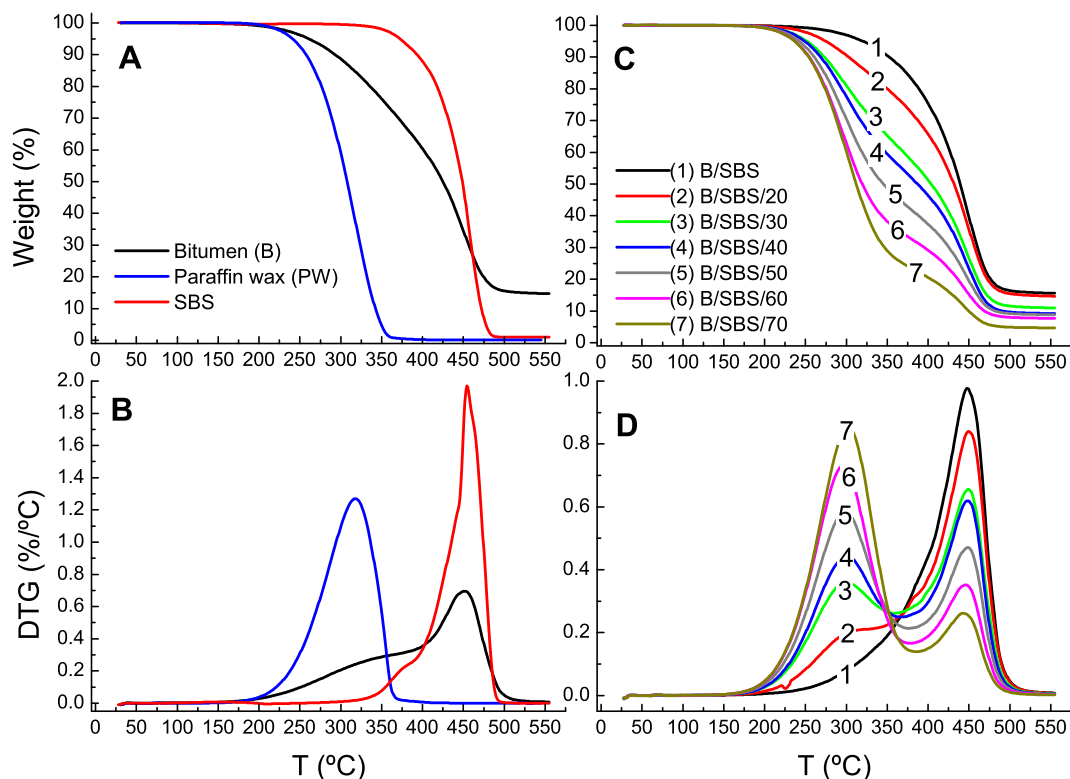 A
Weight (%)
100
90
80
70
60
50
40
30
20
10
0
Bitumen (B)
Paraffin wax (PW)
SBS
0 50 100 150 200 250 300 350 400 450 500 550
C
100
90
80
70
60
50
40
30
20
10
0
1
2
3
4
5
6
7
(1) B/SBS
(2) B/SBS/20
(3) B/SBS/30
(4) B/SBS/40
(5) B/SBS/50
(6) B/SBS/60
(7) B/SBS/70
0 50 100 150 200 250 300 350 400 450 500 550
B
DTG (%/ºC)
2.0
1.8
1.6
1.4
1.2
1.0
0.8
0.6
0.4
0.2
0.0
0 50 100 150 200 250 300 350 400 450 500 550
T (ºC)
D
1.0
0.8
0.6
0.4
0.2
0.0
7
6
5
4
3
2
1
0 50 100 150 200 250 300 350 400 450 500 550
T (ºC)